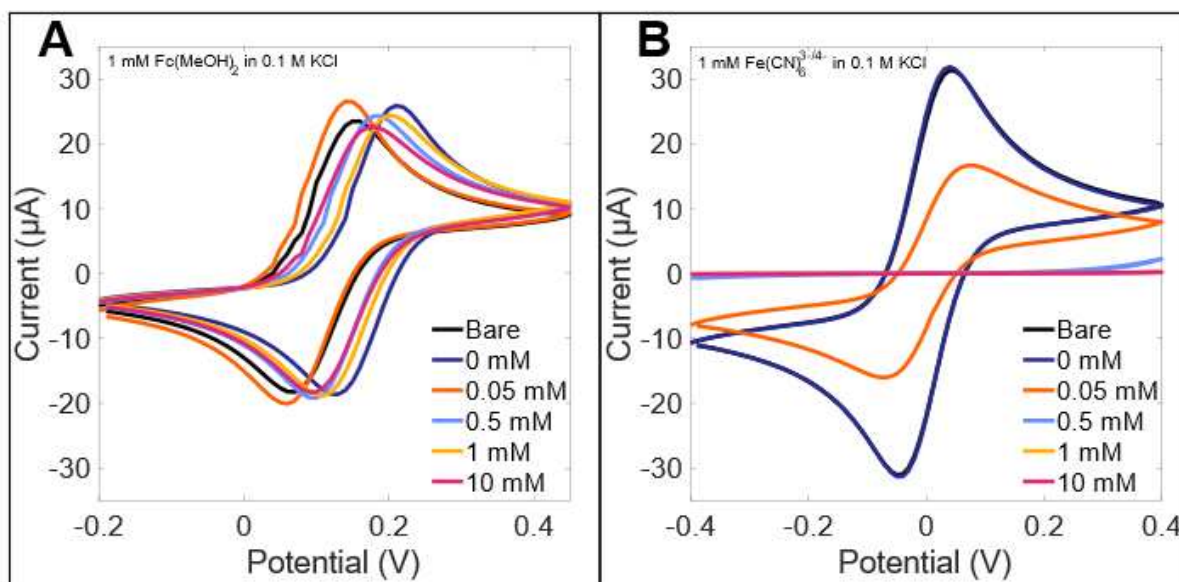 A
1 mM Fc(MeOH)2 in 0.1 M KCl
30
20
10
0
-10
-20
-30
Current (µA)
Bare
0 mM
0.05 mM
0.5 mM
1 mM
10 mM
-0.2
0
0.2
0.4
Potential (V)
B
1 mM Fe(CN)6 3-/4- in 0.1 M KCl
30
20
10
0
-10
-20
-30
Current (µA)
Bare
0 mM
0.05 mM
0.5 mM
1 mM
10 mM
-0.4
-0.2
0
0.2
0.4
Potential (V)